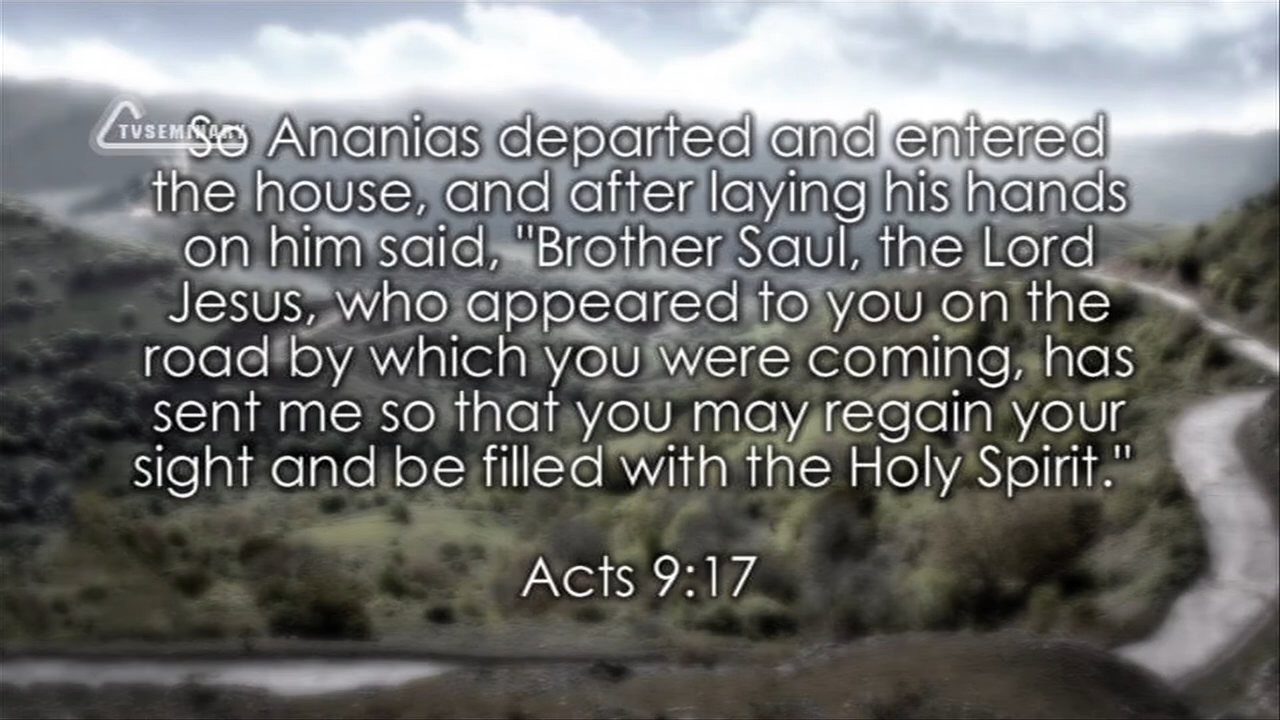 TVSEMINARY
So Ananias departed and entered
the house, and after laying his hands
on him said, "Brother Saul, the Lord
Jesus, who appeared to you on the
road by which you were coming, has
sent me so that you may regain your
sight and be filled with the Holy Spirit."
Acts 9:17